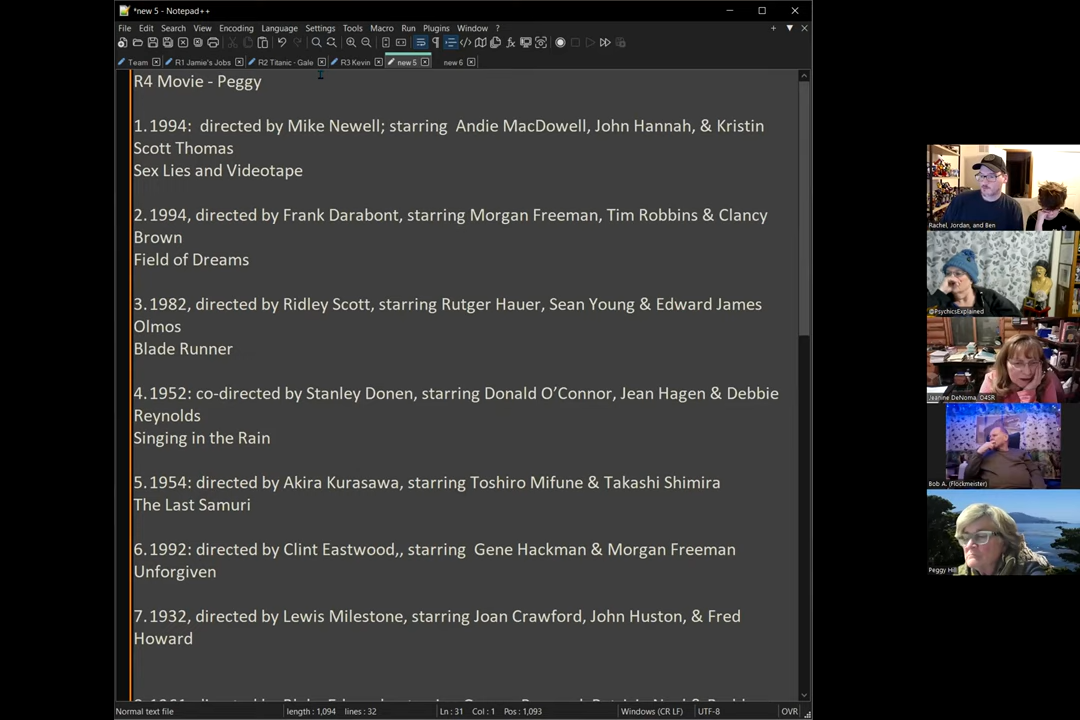 *new 5 - Notepad++
File Edit Search View Encoding Language Settings Tools Macro Run Plugins Window ?
Team R1 Jamie's Jobs R2 Titanic - Gale R3 Kevin new 5 new 6
R4 Movie - Peggy
1.1994:  directed by Mike Newell; starring  Andie MacDowell, John Hannah, & Kristin
Scott Thomas
Sex Lies and Videotape
2.1994, directed by Frank Darabont, starring Morgan Freeman, Tim Robbins & Clancy
Brown
Field of Dreams
3.1982, directed by Ridley Scott, starring Rutger Hauer, Sean Young & Edward James
Olmos
Blade Runner
4.1952: co-directed by Stanley Donen, starring Donald O’Connor, Jean Hagen & Debbie
Reynolds
Singing in the Rain
5.1954: directed by Akira Kurasawa, starring Toshiro Mifune & Takashi Shimira
The Last Samuri
6.1992: directed by Clint Eastwood,, starring  Gene Hackman & Morgan Freeman
Unforgiven
7.1932, directed by Lewis Milestone, starring Joan Crawford, John Huston, & Fred
Howard
Normal text file length : 1,094 lines : 32 Ln : 31 Col : 1 Pos : 1,093 Windows (CR LF) UTF-8 OVR
Rachel, Jordan, and Ben
@PsychicsExplained
Jeanine DeNoma, O4SR
Bob A. (Flockmeister)
Peggy Hill